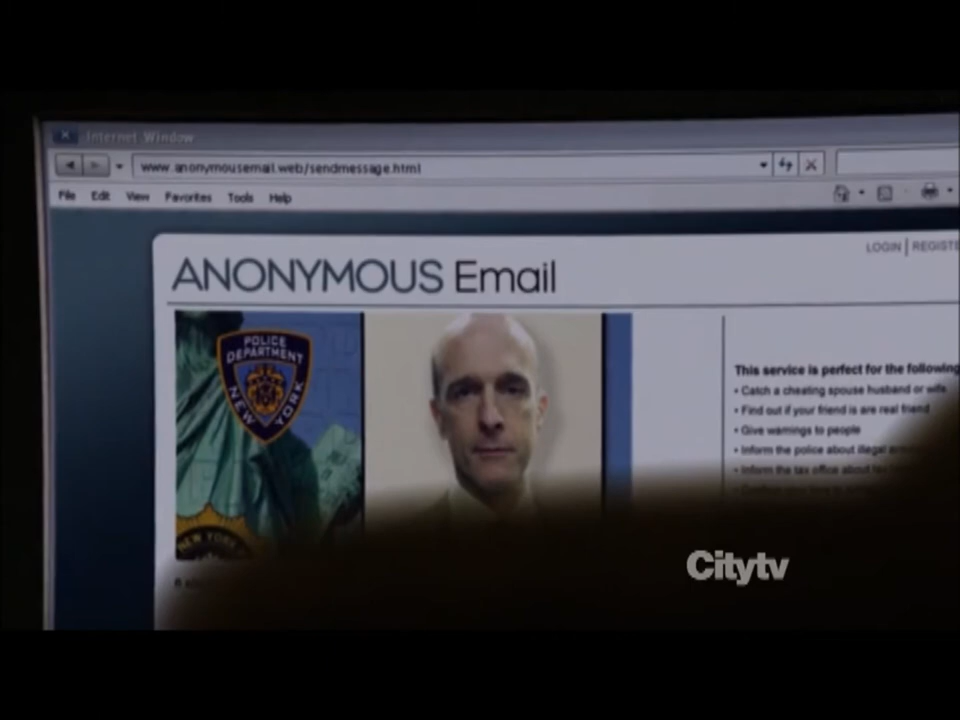 Internet Window
www.anonymousemail.web/sendmessage.html
File Edit View Favorites Tools Help
LOGIN | REGISTE
ANONYMOUS Email
POLICE
DEPARTMENT
NEW YORK
This service is perfect for the following
• Catch a cheating spouse husband or wife
• Find out if your friend is are real friend
• Give warnings to people
• Inform the police about illegal
• Inform the tax office about
NEW YORK
Citytv